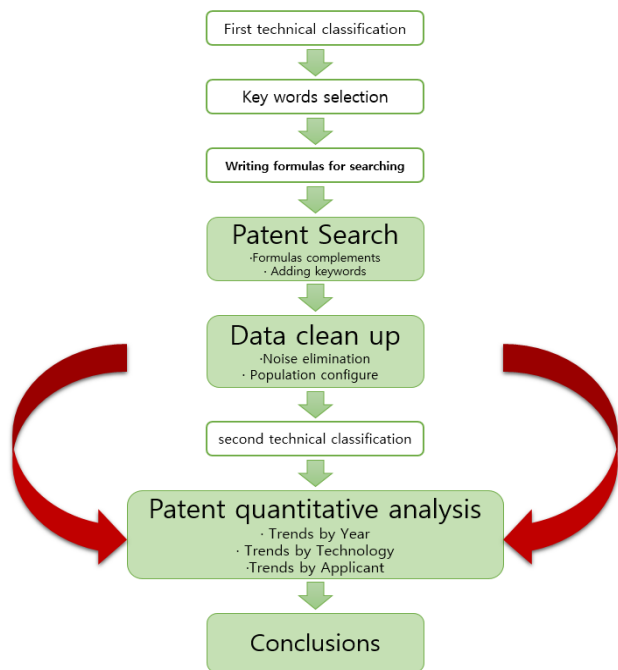 First technical classification
Key words selection
Writing formulas for searching
Patent Search
·Formulas complements
· Adding keywords
Data clean up
·Noise elimination
· Population configure
second technical classification
Patent quantitative analysis
· Trends by Year
· Trends by Technology
·Trends by Applicant
Conclusions